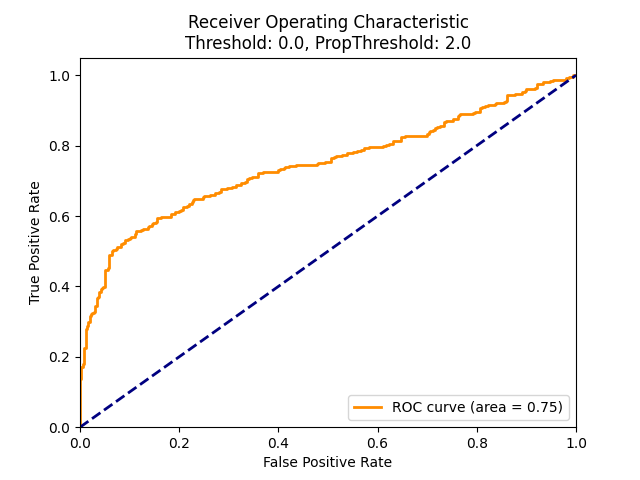 Receiver Operating Characteristic
Threshold: 0.0, PropThreshold: 2.0
True Positive Rate
1.0
0.8
0.6
0.4
0.2
0.0
ROC curve (area = 0.75)
0.0 0.2 0.4 0.6 0.8 1.0
False Positive Rate